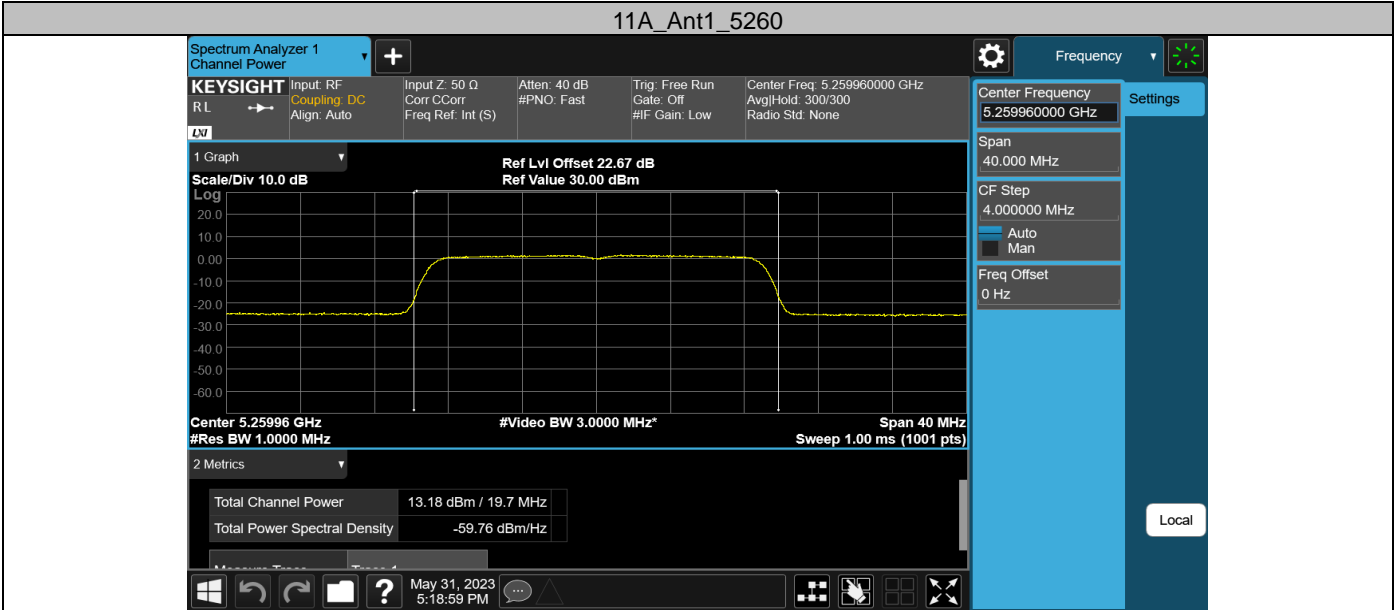 11A_Ant1_5260
Spectrum Analyzer 1
Channel Power
Frequency
KEYSIGHT
R L
LXI
Input: RF
Coupling: DC
Align: Auto
Input Z: 50 Ω
Corr CCorr
Freq Ref: Int (S)
Atten: 40 dB
#PNO: Fast
Trig: Free Run
Gate: Off
#IF Gain: Low
Center Freq: 5.259960000 GHz
Avg|Hold: 300/300
Radio Std: None
Center Frequency
5.259960000 GHz
Settings
Span
40.000 MHz
CF Step
4.000000 MHz
Auto
Man
Freq Offset
0 Hz
1 Graph
Scale/Div 10.0 dB
Ref Lvl Offset 22.67 dB
Ref Value 30.00 dBm
Log
20.0
10.0
0.00
-10.0
-20.0
-30.0
-40.0
-50.0
-60.0
Center 5.25996 GHz
#Video BW 3.0000 MHz*
Span 40 MHz
#Res BW 1.0000 MHz
Sweep 1.00 ms (1001 pts)
2 Metrics
Total Channel Power 13.18 dBm / 19.7 MHz
Total Power Spectral Density -59.76 dBm/Hz
Local
May 31, 2023
5:18:59 PM